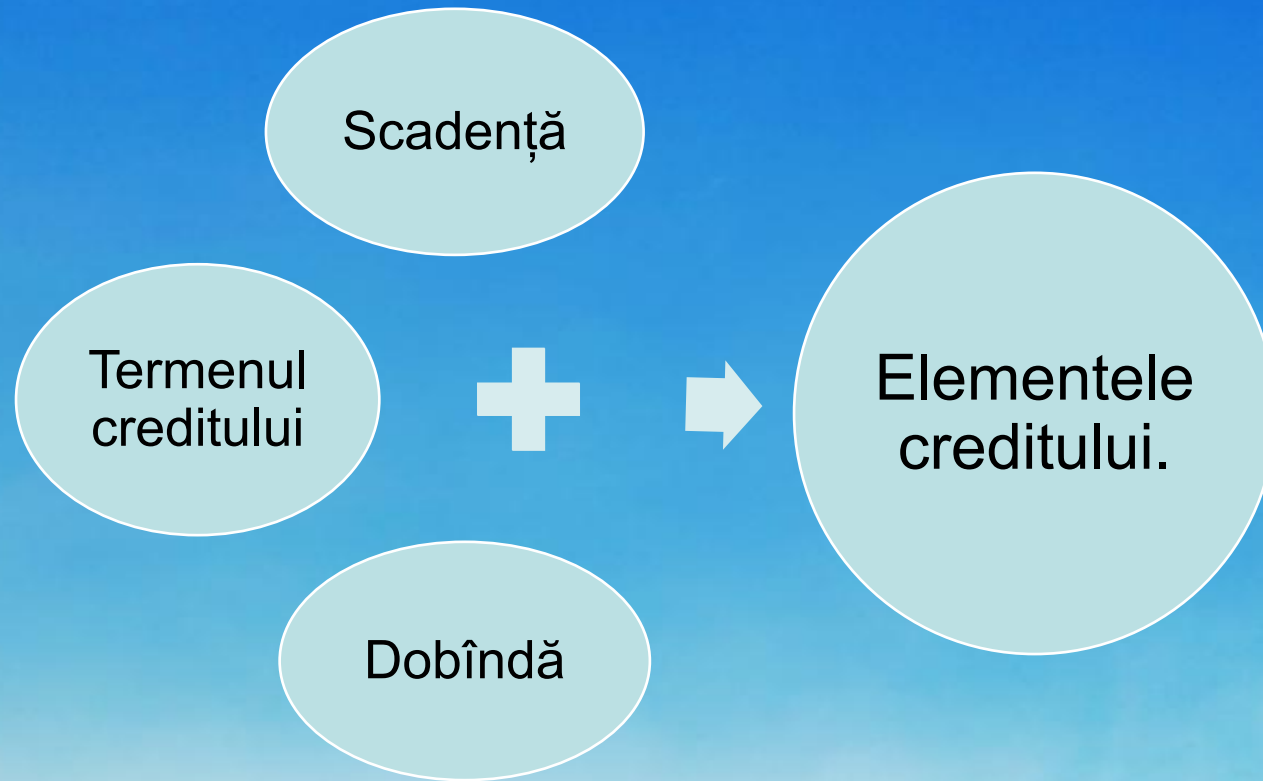 Scadență
Termenul
creditului
Dobîndă
Elementele
creditului.